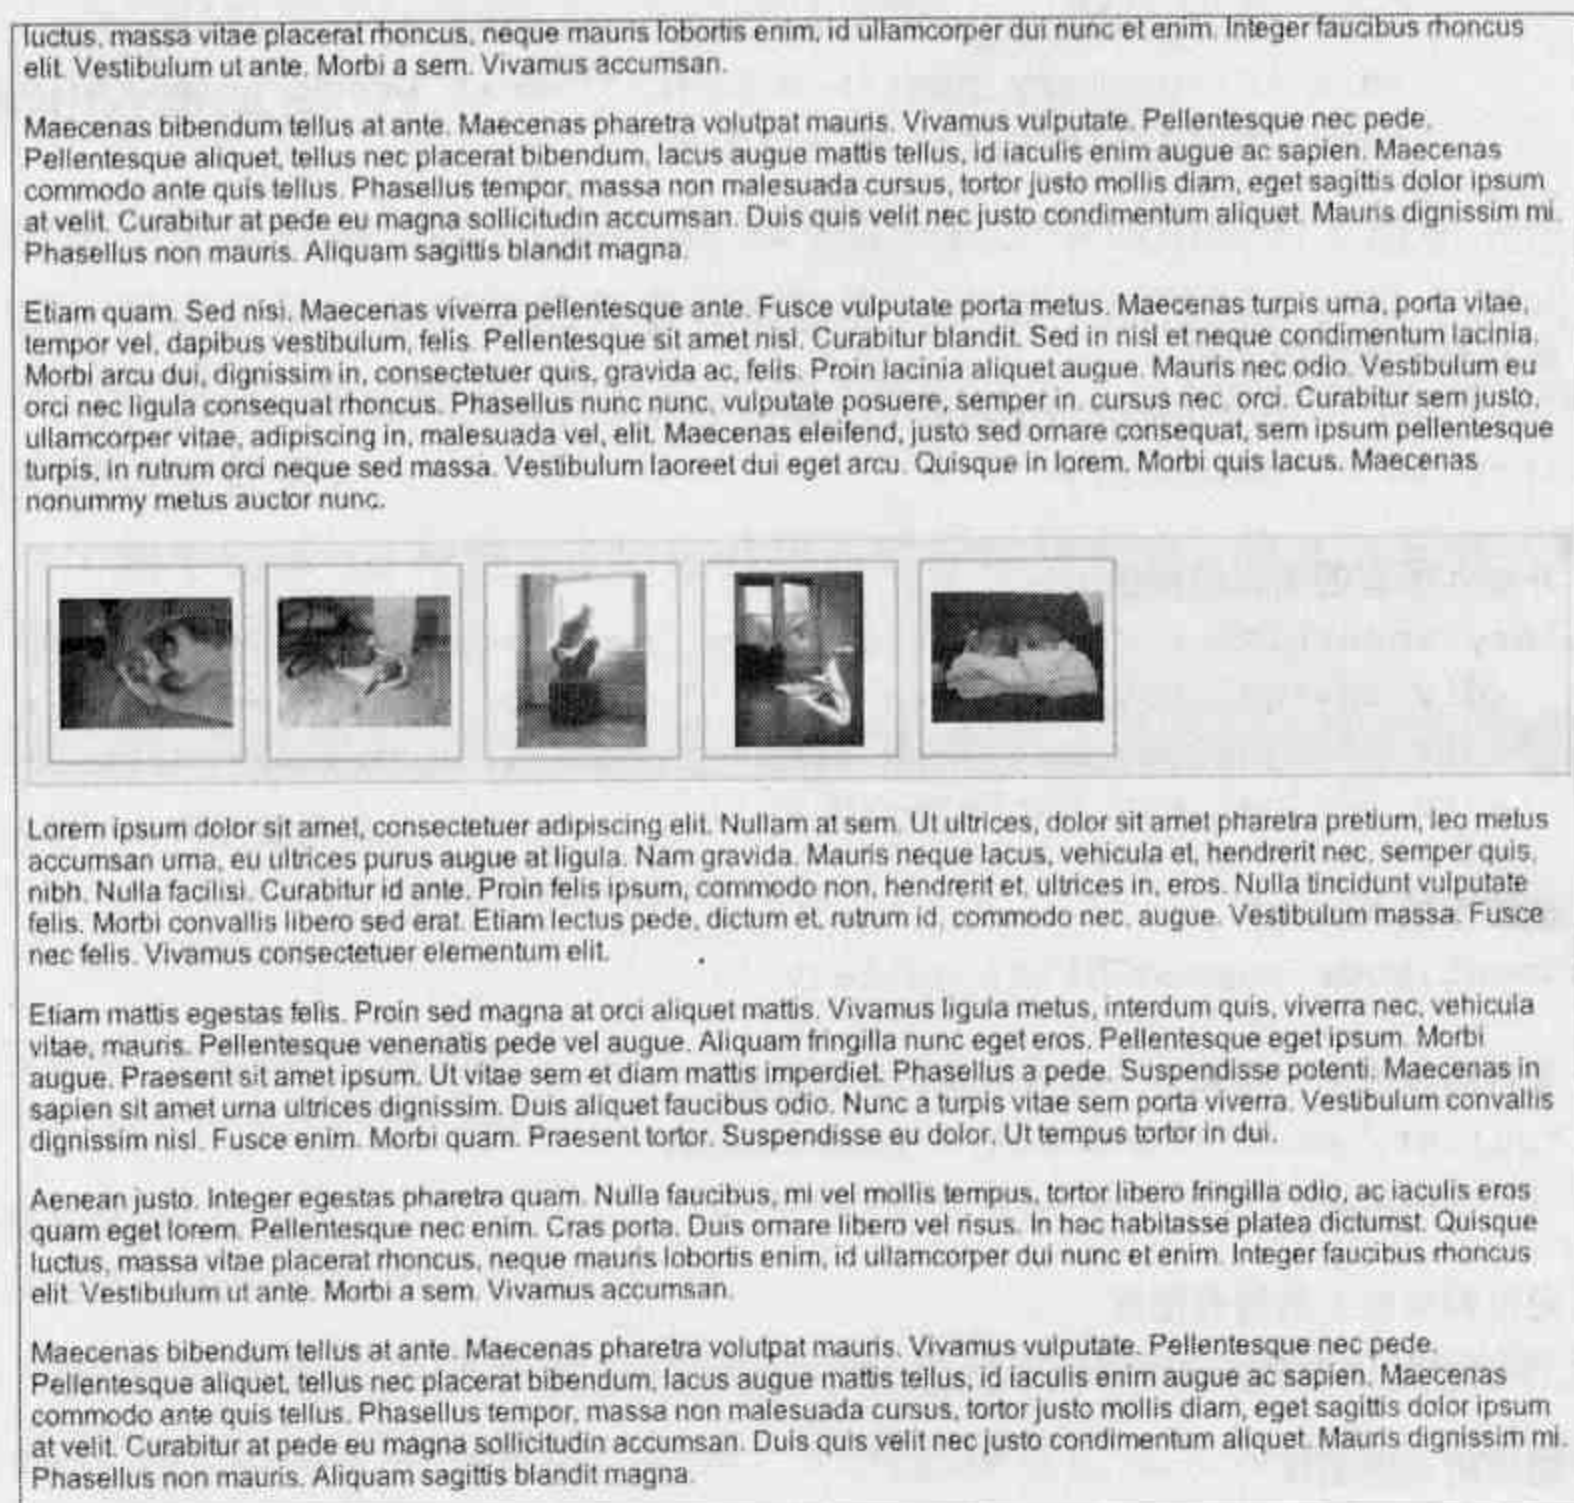 luctus, massa vitae placerat rhoncus, neque mauris lobortis enim, id ullamcorper dui nunc et enim. Integer faucibus rhoncus
elit. Vestibulum ut ante. Morbi a sem. Vivamus accumsan.
Maecenas bibendum tellus at ante. Maecenas pharetra volutpat mauris. Vivamus vulputate. Pellentesque nec pede.
Pellentesque aliquet, tellus nec placerat bibendum, lacus augue mattis tellus, id iaculis enim augue ac sapien. Maecenas
commodo ante quis tellus. Phasellus tempor, massa non malesuada cursus, tortor justo mollis diam, eget sagittis dolor ipsum
at velit. Curabitur at pede eu magna sollicitudin accumsan. Duis quis velit nec justo condimentum aliquet. Mauris dignissim mi.
Phasellus non mauris. Aliquam sagittis blandit magna.
Etiam quam. Sed nisi. Maecenas viverra pellentesque ante. Fusce vulputate porta metus. Maecenas turpis urna, porta vitae,
tempor vel, dapibus vestibulum, felis. Pellentesque sit amet nisl. Curabitur blandit. Sed in nisl et neque condimentum lacinia.
Morbi arcu dui, dignissim in, consectetuer quis, gravida ac, felis. Proin lacinia aliquet augue. Mauris nec odio. Vestibulum eu
orci nec ligula consequat rhoncus. Phasellus nunc nunc, vulputate posuere, semper in, cursus nec, orci. Curabitur sem justo,
ullamcorper vitae, adipiscing in, malesuada vel, elit. Maecenas eleifend, justo sed ornare consequat, sem ipsum pellentesque
turpis, in rutrum orci neque sed massa. Vestibulum laoreet dui eget arcu. Quisque in lorem. Morbi quis lacus. Maecenas
nonummy metus auctor nunc.
Lorem ipsum dolor sit amet, consectetuer adipiscing elit. Nullam at sem. Ut ultrices, dolor sit amet pharetra pretium, leo metus
accumsan urna, eu ultrices purus augue at ligula. Nam gravida. Mauris neque lacus, vehicula et, hendrerit nec, semper quis,
nibh. Nulla facilisi. Curabitur id ante. Proin felis ipsum, commodo non, hendrerit et, ultrices in, eros. Nulla tincidunt vulputate
felis. Morbi convallis libero sed erat. Etiam lectus pede, dictum et, rutrum id, commodo nec, augue. Vestibulum massa. Fusce
nec felis. Vivamus consectetuer elementum elit.
Etiam mattis egestas felis. Proin sed magna at orci aliquet mattis. Vivamus ligula metus, interdum quis, viverra nec, vehicula
vitae, mauris. Pellentesque venenatis pede vel augue. Aliquam fringilla nunc eget eros. Pellentesque eget ipsum. Morbi
augue. Praesent sit amet ipsum. Ut vitae sem et diam mattis imperdiet. Phasellus a pede. Suspendisse potenti. Maecenas in
sapien sit amet urna ultrices dignissim. Duis aliquet faucibus odio. Nunc a turpis vitae sem porta viverra. Vestibulum convallis
dignissim nisl. Fusce enim. Morbi quam. Praesent tortor. Suspendisse eu dolor. Ut tempus tortor in dui.
Aenean justo. Integer egestas pharetra quam. Nulla faucibus, mi vel mollis tempus, tortor libero fringilla odio, ac iaculis eros
quam eget lorem. Pellentesque nec enim. Cras porta. Duis ornare libero vel risus. In hac habitasse platea dictumst. Quisque
luctus, massa vitae placerat rhoncus, neque mauris lobortis enim, id ullamcorper dui nunc et enim. Integer faucibus rhoncus
elit. Vestibulum ut ante. Morbi a sem. Vivamus accumsan.
Maecenas bibendum tellus at ante. Maecenas pharetra volutpat mauris. Vivamus vulputate. Pellentesque nec pede.
Pellentesque aliquet, tellus nec placerat bibendum, lacus augue mattis tellus, id iaculis enim augue ac sapien. Maecenas
commodo ante quis tellus. Phasellus tempor, massa non malesuada cursus, tortor justo mollis diam, eget sagittis dolor ipsum
at velit. Curabitur at pede eu magna sollicitudin accumsan. Duis quis velit nec justo condimentum aliquet. Mauris dignissim mi.
Phasellus non mauris. Aliquam sagittis blandit magna.